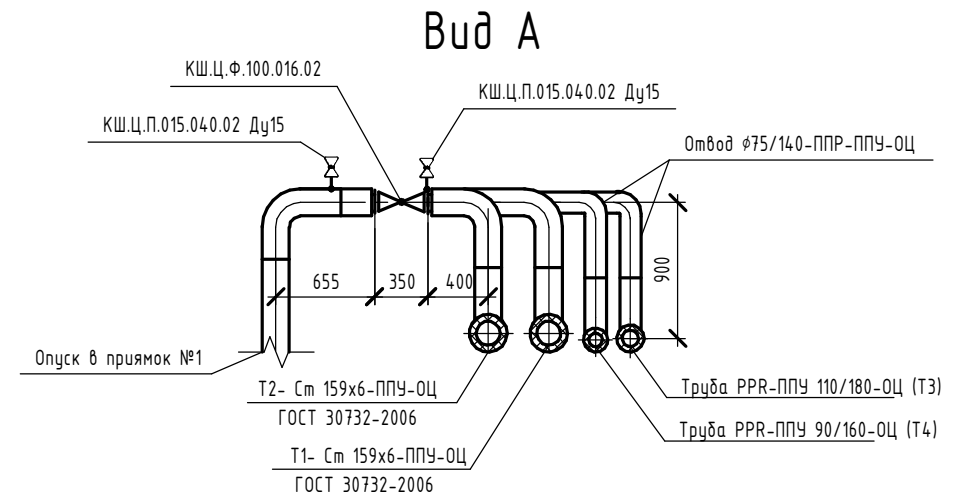 Вид А
КШ.Ц.Ф.100.016.02
КШ.Ц.П.015.040.02 Ду15
КШ.Ц.П.015.040.02 Ду15
Отвод ⌀75/140-ППР-ППУ-ОЦ
655
350
400
900
Опуск в приямок №1
Т2- Ст 159х6-ППУ-ОЦ
ГОСТ 30732-2006
Труба PPR-ППУ 110/180-ОЦ (Т3)
Труба PPR-ППУ 90/160-ОЦ (Т4)
Т1- Ст 159х6-ППУ-ОЦ
ГОСТ 30732-2006